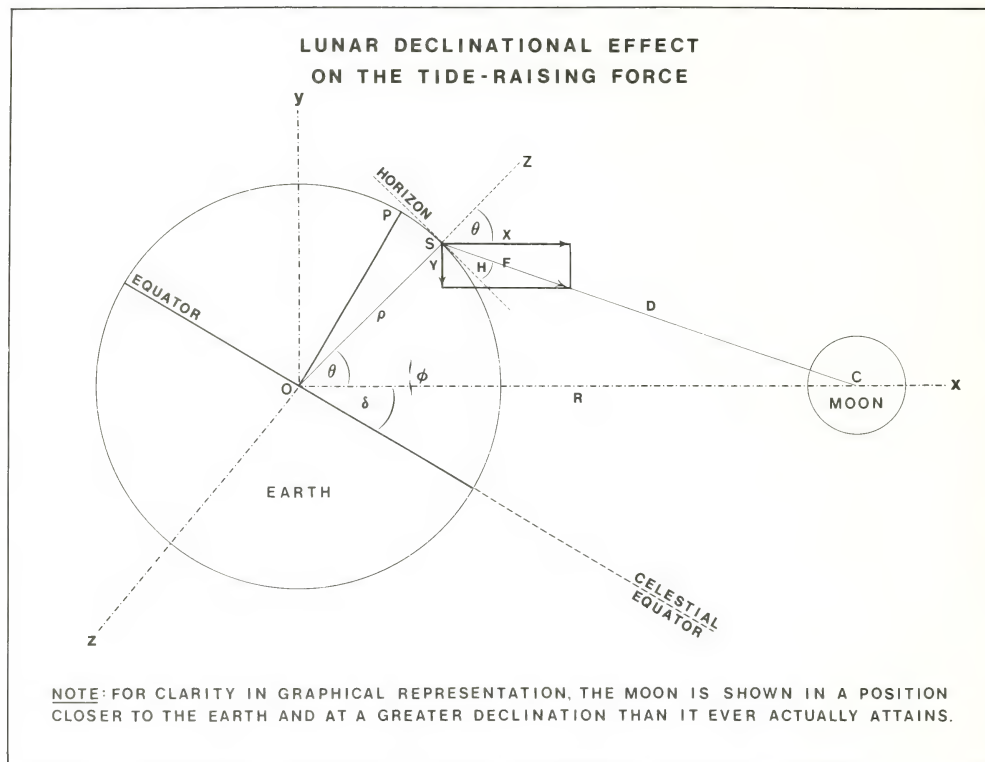 LUNAR DECLINATIONAL EFFECT
ON THE TIDE-RAISING FORCE
y
Z
HORIZON
P
θ
S
X
Y
H
F
EQUATOR
D
ρ
θ
ϕ
O
C
X
δ
R
MOON
EARTH
CELESTIAL
EQUATOR
z
NOTE: FOR CLARITY IN GRAPHICAL REPRESENTATION, THE MOON IS SHOWN IN A POSITION
CLOSER TO THE EARTH AND AT A GREATER DECLINATION THAN IT EVER ACTUALLY ATTAINS.